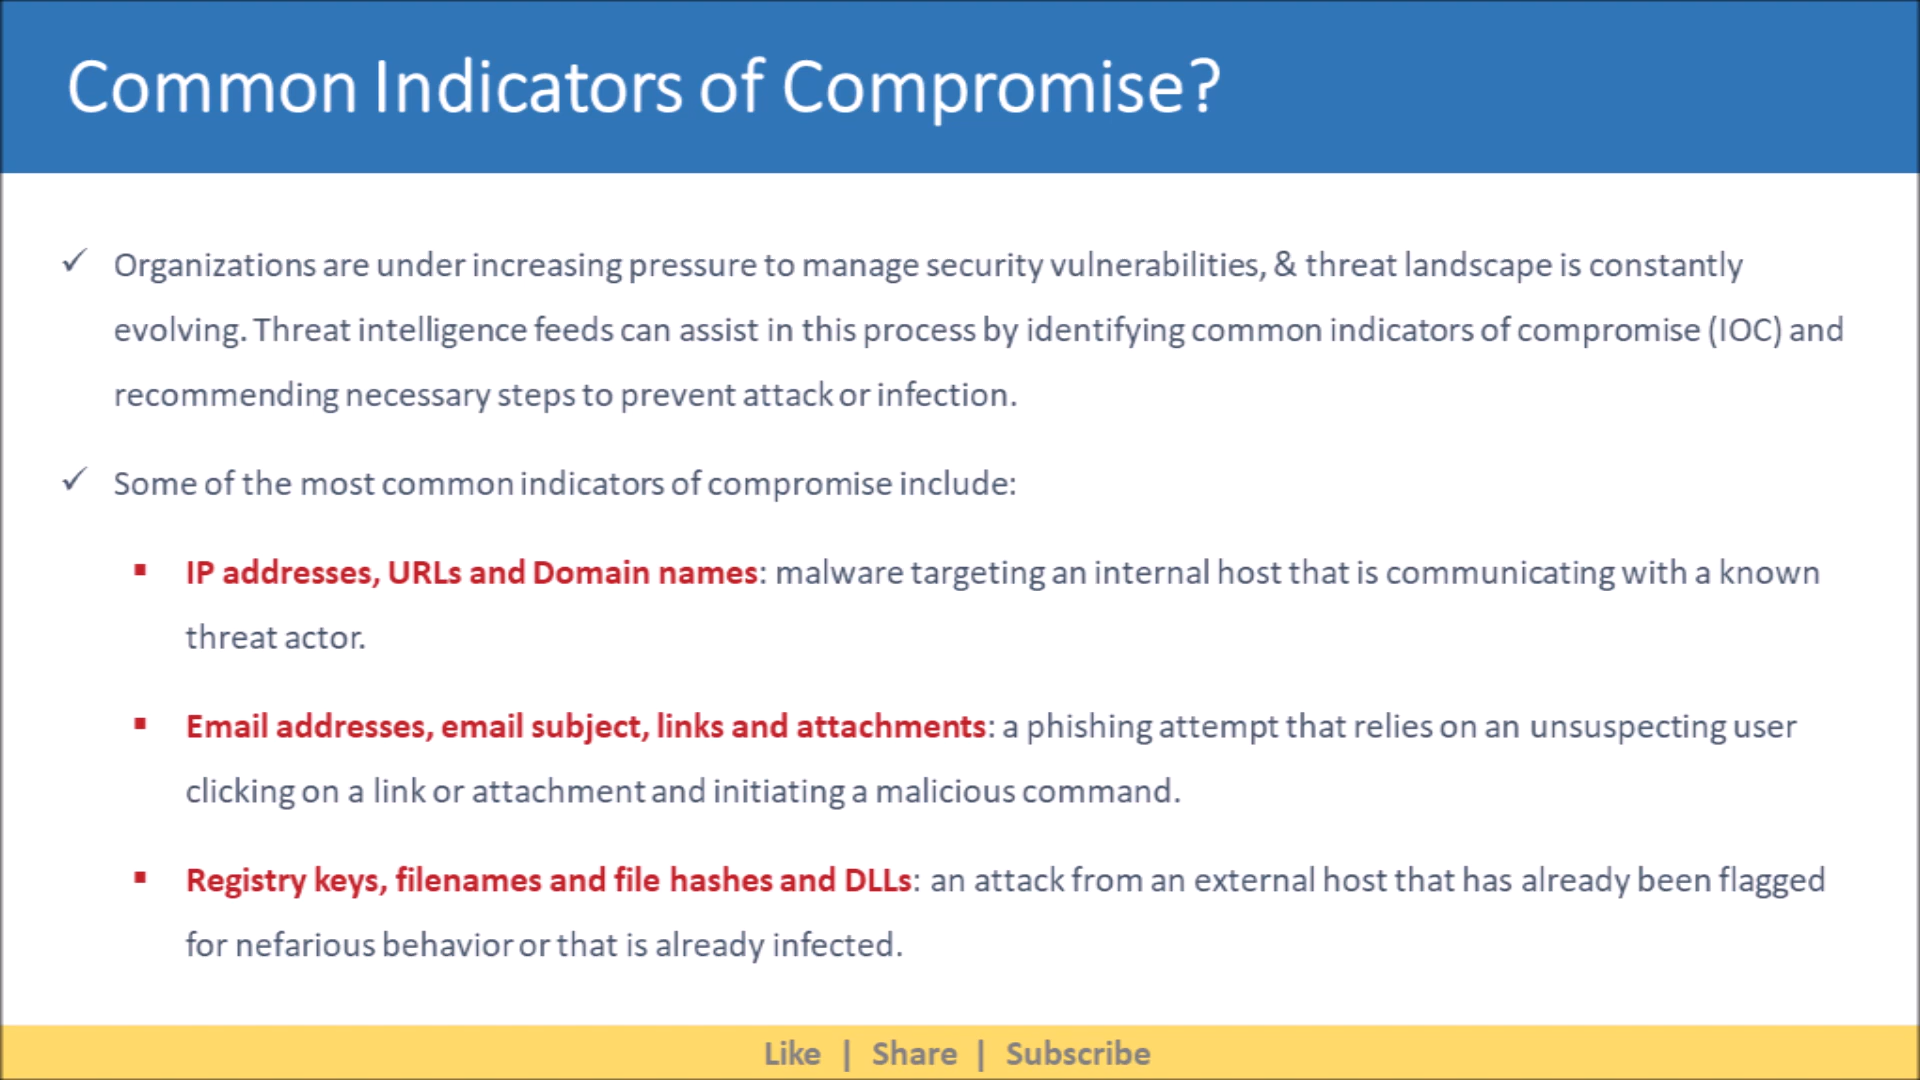 Common Indicators of Compromise?
✓ Organizations are under increasing pressure to manage security vulnerabilities, & threat landscape is constantly
evolving. Threat intelligence feeds can assist in this process by identifying common indicators of compromise (IOC) and
recommending necessary steps to prevent attack or infection.
✓ Some of the most common indicators of compromise include:
▪ IP addresses, URLs and Domain names: malware targeting an internal host that is communicating with a known
threat actor.
▪ Email addresses, email subject, links and attachments: a phishing attempt that relies on an unsuspecting user
clicking on a link or attachment and initiating a malicious command.
▪ Registry keys, filenames and file hashes and DLLs: an attack from an external host that has already been flagged
for nefarious behavior or that is already infected.
Like | Share | Subscribe